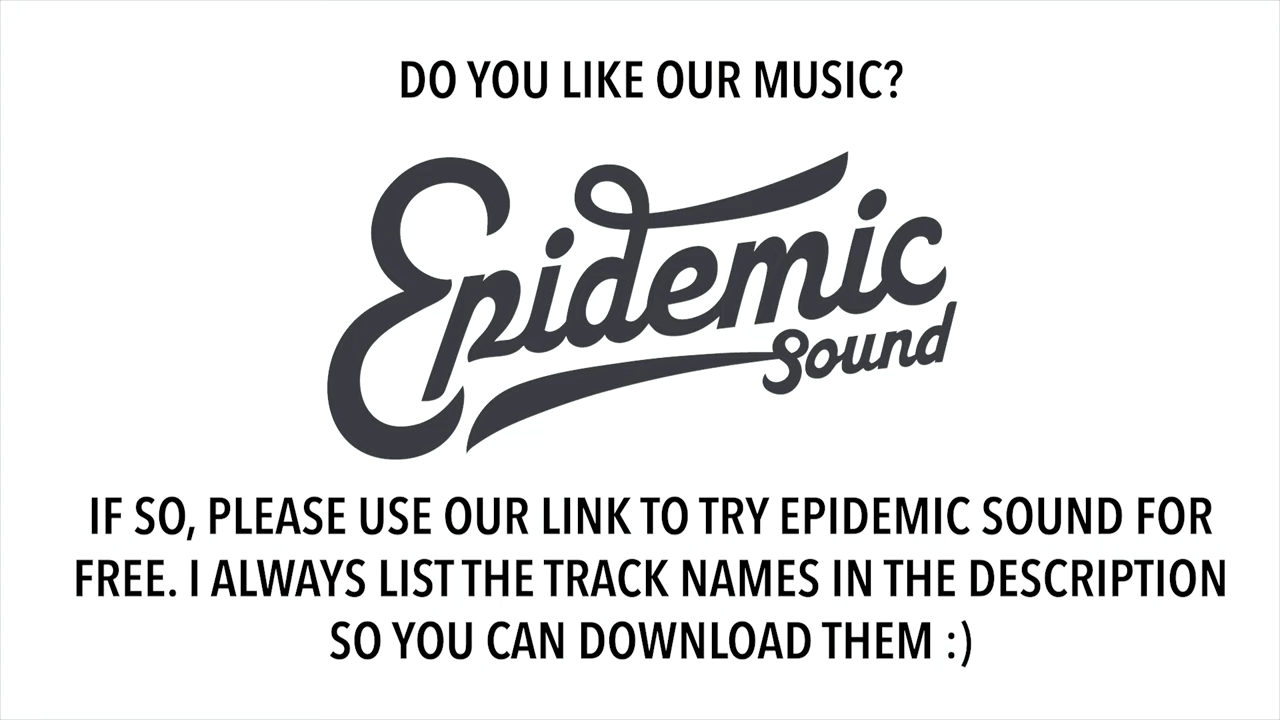 DO YOU LIKE OUR MUSIC?
Epidemic
Sound
IF SO, PLEASE USE OUR LINK TO TRY EPIDEMIC SOUND FOR
FREE. I ALWAYS LIST THE TRACK NAMES IN THE DESCRIPTION
SO YOU CAN DOWNLOAD THEM :)